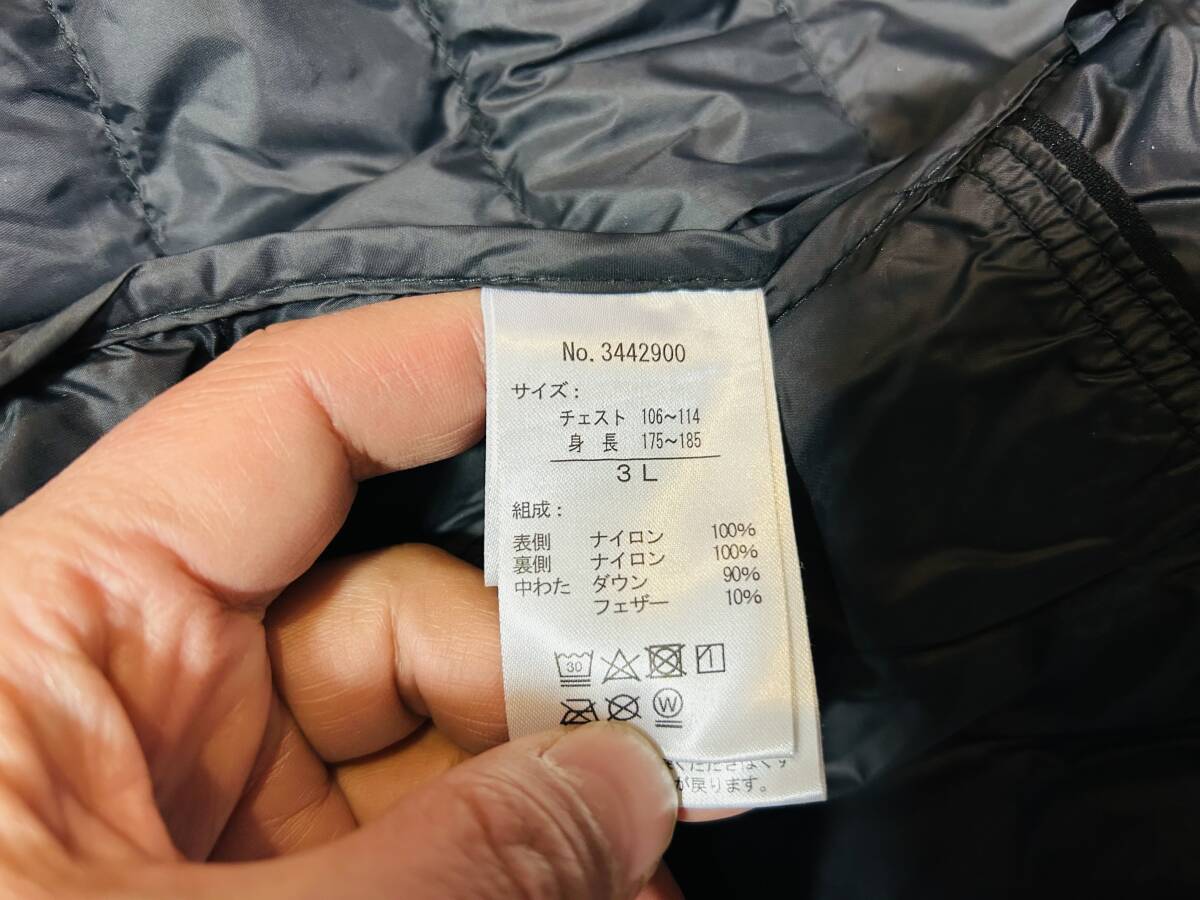 No. 3442900
サイズ：
チェスト 106～114
身 長 175～185
3L
組成：
表側 ナイロン 100%
裏側 ナイロン 100%
中わた ダウン 90%
フェザー 10%
30
W
が戻ります。